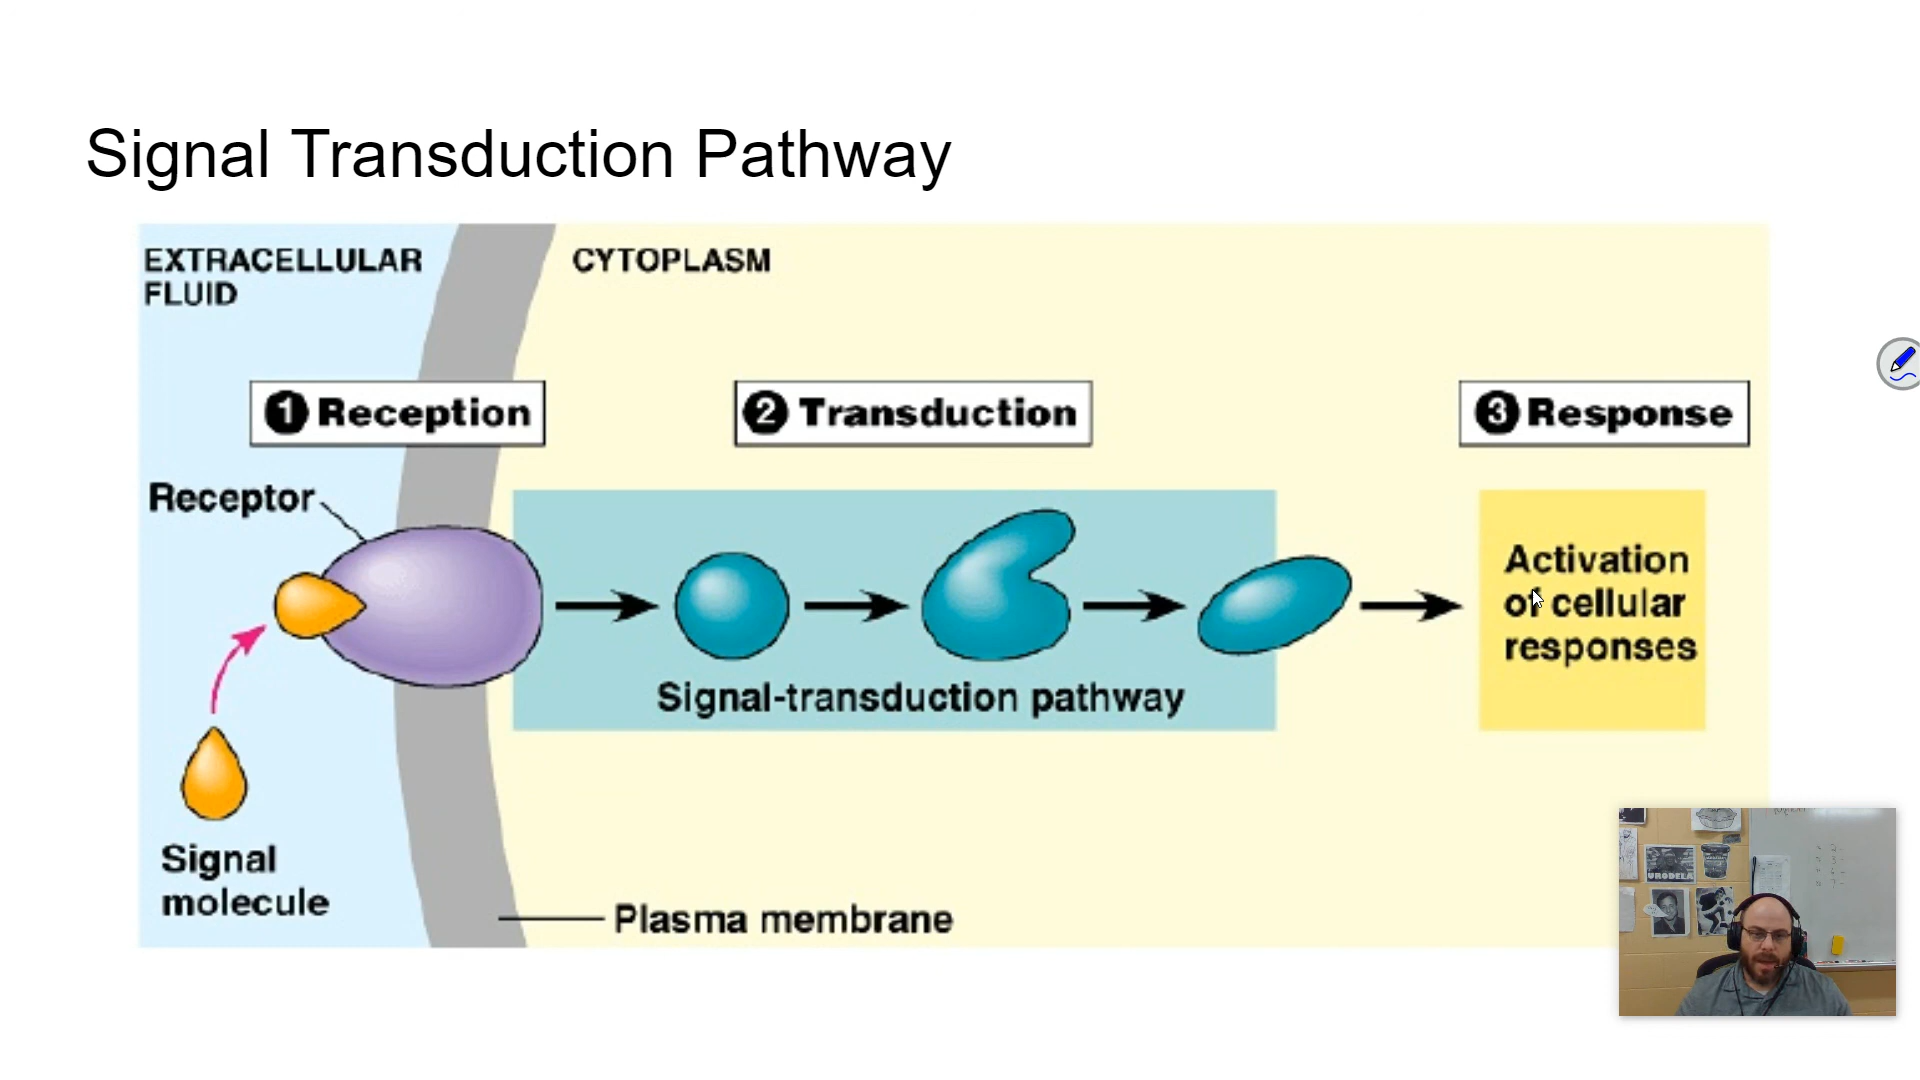 Signal Transduction Pathway
EXTRACELLULAR
FLUID
CYTOPLASM
1 Reception
2 Transduction
3 Response
Receptor
Activation
of cellular
responses
Signal-transduction pathway
Signal
molecule
Plasma membrane
URODELA